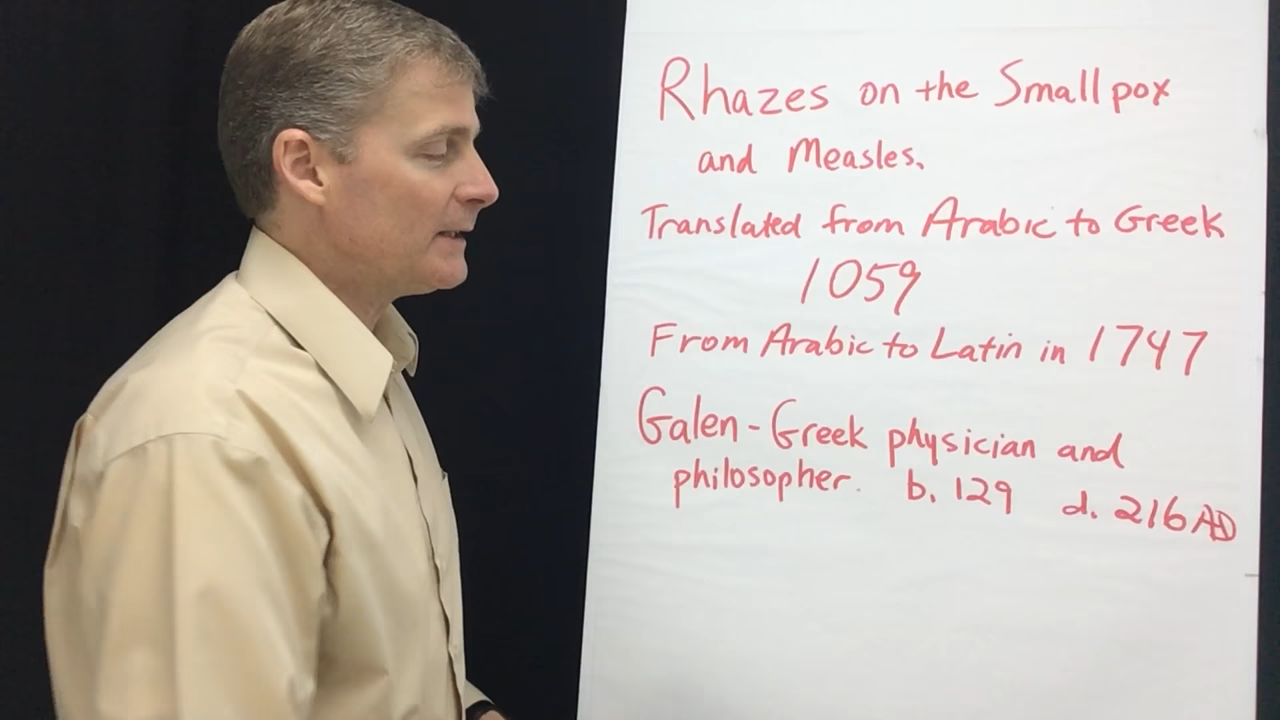 Rhazes on the Smallpox
and Measles.
Translated from Arabic to Greek
1059
From Arabic to Latin in 1747
Galen - Greek physician and
philosopher. b. 129 d. 216 AD